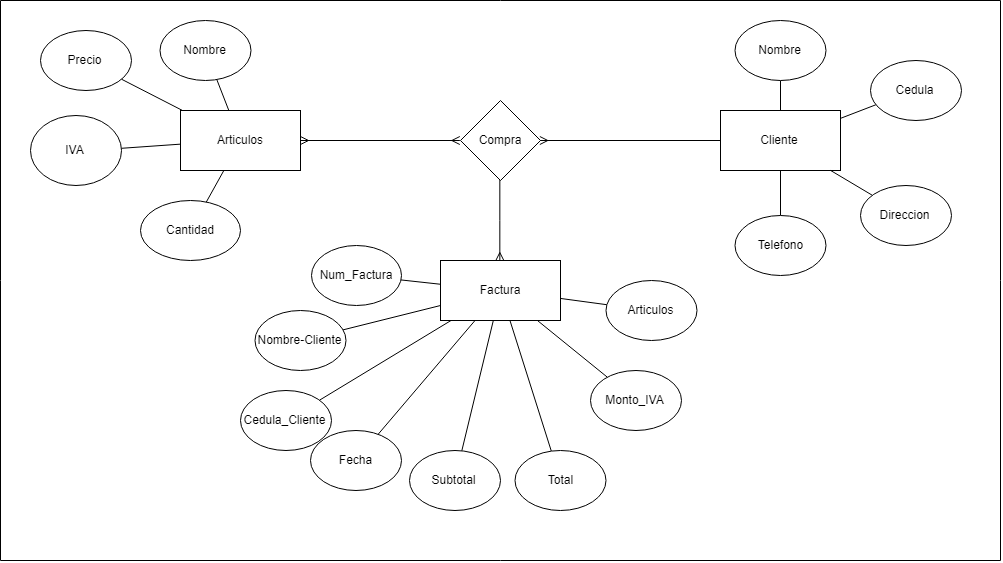 Nombre
Precio
IVA
Articulos
Cantidad
Compra
Nombre
Cedula
Cliente
Direccion
Telefono
Num_Factura
Factura
Articulos
Nombre-Cliente
Monto_IVA
Cedula_Cliente
Fecha
Subtotal
Total